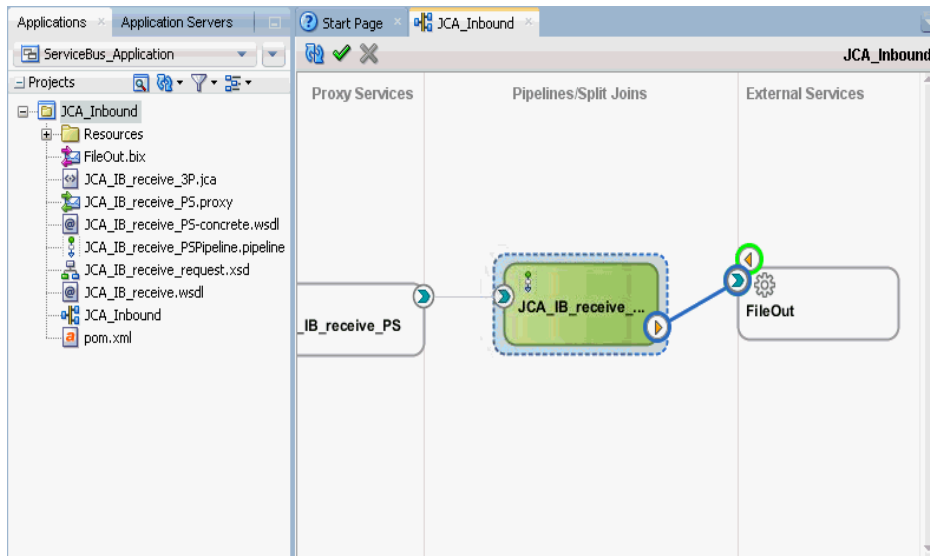 Applications
Application Servers
Start Page
JCA_Inbound
ServiceBus_Application
JCA_Inbound
Projects
Proxy Services
Pipelines/Split Joins
External Services
JCA_Inbound
Resources
FileOut.bix
JCA_IB_receive_3P.jca
JCA_IB_receive_PS.proxy
JCA_IB_receive_PS-concrete.wsdl
JCA_IB_receive_PSPipeline.pipeline
JCA_IB_receive_request.xsd
JCA_IB_receive.wsdl
JCA_Inbound
pom.xml
_IB_receive_PS
JCA_IB_receive_...
FileOut